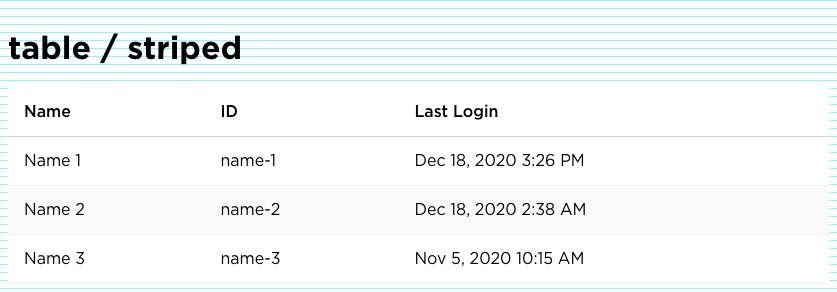 table / striped
Name ID Last Login
Name 1 name-1 Dec 18, 2020 3:26 PM
Name 2 name-2 Dec 18, 2020 2:38 AM
Name 3 name-3 Nov 5, 2020 10:15 AM